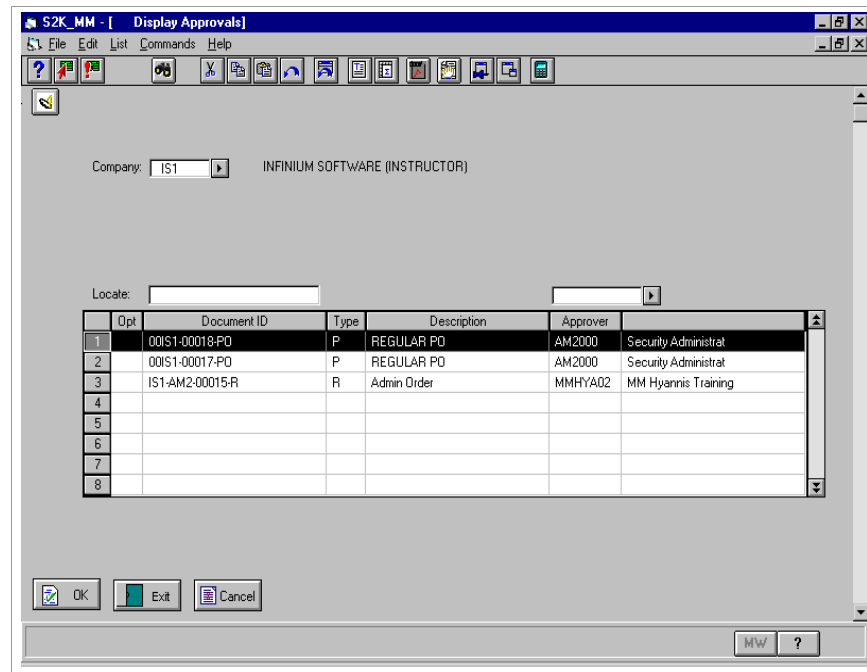 S2K_MM - [ Display Approvals]
File Edit List Commands Help
Company: IS1 INFINIUM SOFTWARE (INSTRUCTOR)
Locate:
Opt Document ID Type Description Approver
1 00IS1-00018-PO P REGULAR PO AM2000 Security Administrat
2 00IS1-00017-PO P REGULAR PO AM2000 Security Administrat
3 IS1-AM2-00015-R R Admin Order MMHYA02 MM Hyannis Training
4
5
6
7
8
OK Exit Cancel
MW ?